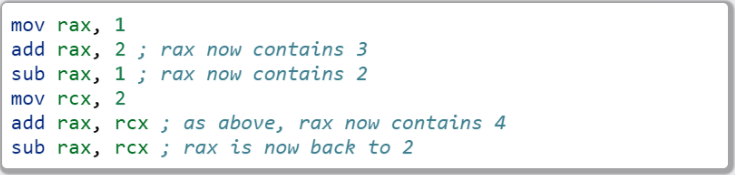 mov rax, 1
add rax, 2 ; rax now contains 3
sub rax, 1 ; rax now contains 2
mov rcx, 2
add rax, rcx ; as above, rax now contains 4
sub rax, rcx ; rax is now back to 2